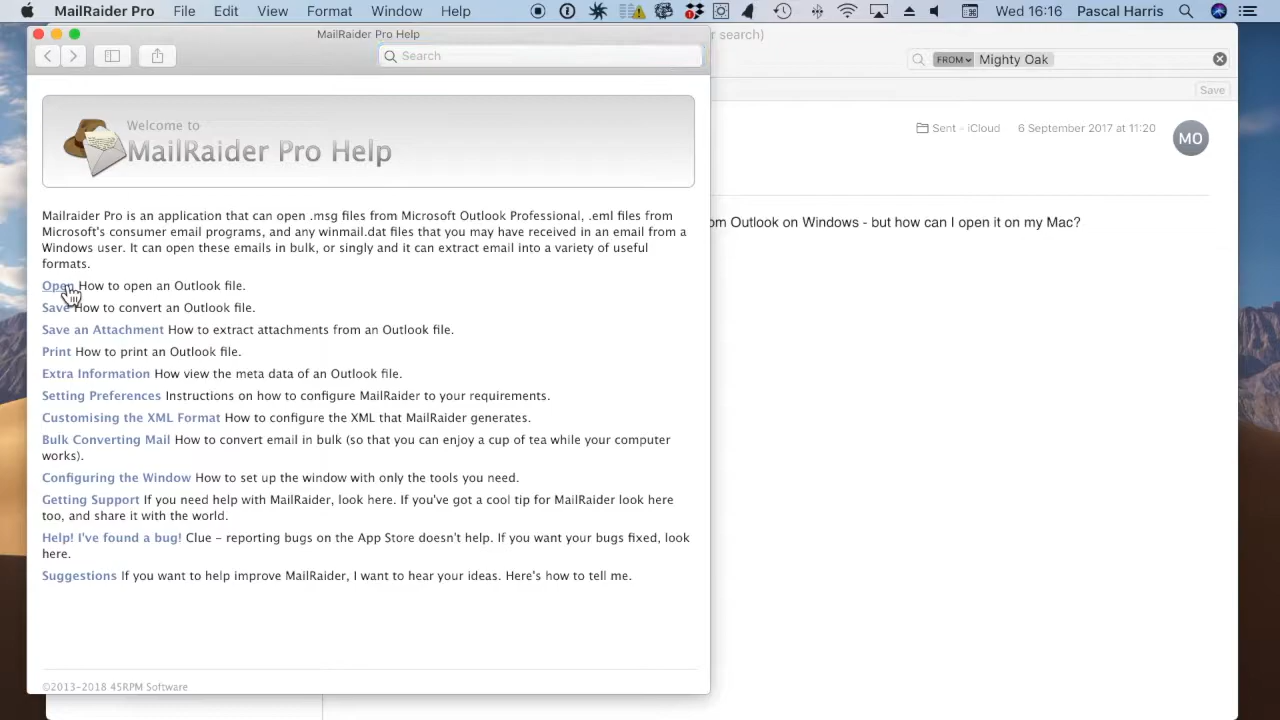 MailRaider Pro File Edit View Format Window Help Wed 16:16 Pascal Harris
MailRaider Pro Help
r search)
Search
FROM Mighty Oak
Save
Sent - iCloud 6 September 2017 at 11:20
MO
Welcome to
MailRaider Pro Help
om Outlook on Windows - but how can I open it on my Mac?
Mailraider Pro is an application that can open .msg files from Microsoft Outlook Professional, .eml files from
Microsoft's consumer email programs, and any winmail.dat files that you may have received in an email from a
Windows user. It can open these emails in bulk, or singly and it can extract email into a variety of useful
formats.
Open How to open an Outlook file.
Save How to convert an Outlook file.
Save an Attachment How to extract attachments from an Outlook file.
Print How to print an Outlook file.
Extra Information How view the meta data of an Outlook file.
Setting Preferences Instructions on how to configure MailRaider to your requirements.
Customising the XML Format How to configure the XML that MailRaider generates.
Bulk Converting Mail How to convert email in bulk (so that you can enjoy a cup of tea while your computer
works).
Configuring the Window How to set up the window with only the tools you need.
Getting Support If you need help with MailRaider, look here. If you've got a cool tip for MailRaider look here
too, and share it with the world.
Help! I've found a bug! Clue – reporting bugs on the App Store doesn't help. If you want your bugs fixed, look
here.
Suggestions If you want to help improve MailRaider, I want to hear your ideas. Here's how to tell me.
©2013-2018 45RPM Software